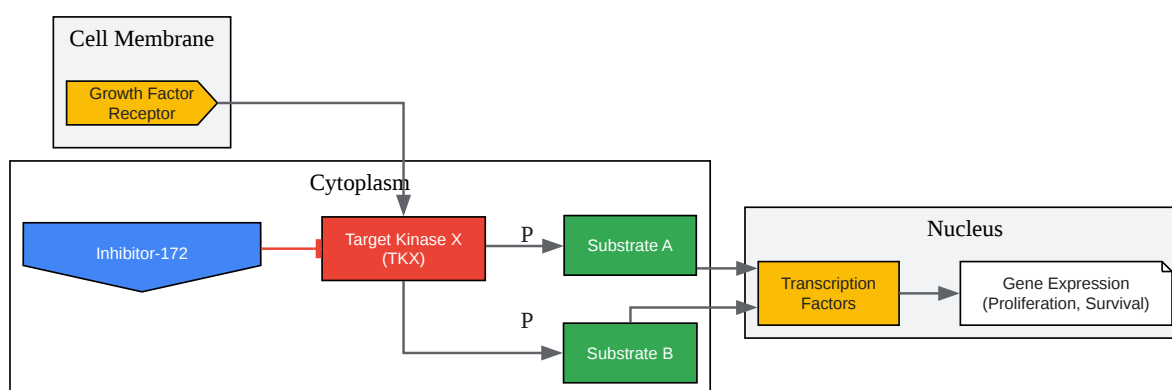 Cell Membrane
Growth Factor
Receptor
Cytoplasm
Inhibitor-172
Target Kinase X
(TKX)
P
Substrate A
P
Substrate B
Nucleus
Transcription
Factors
Gene Expression
(Proliferation, Survival)